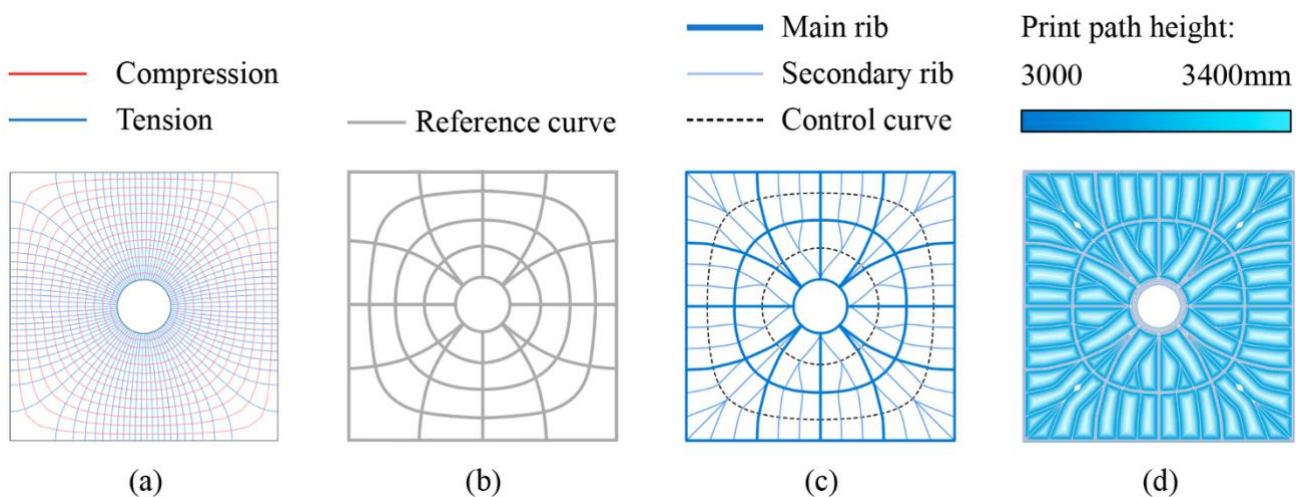 Compression
Tension
Reference curve
Main rib
Secondary rib
Control curve
Print path height:
3000 3400mm
(a)
(b)
(c)
(d)